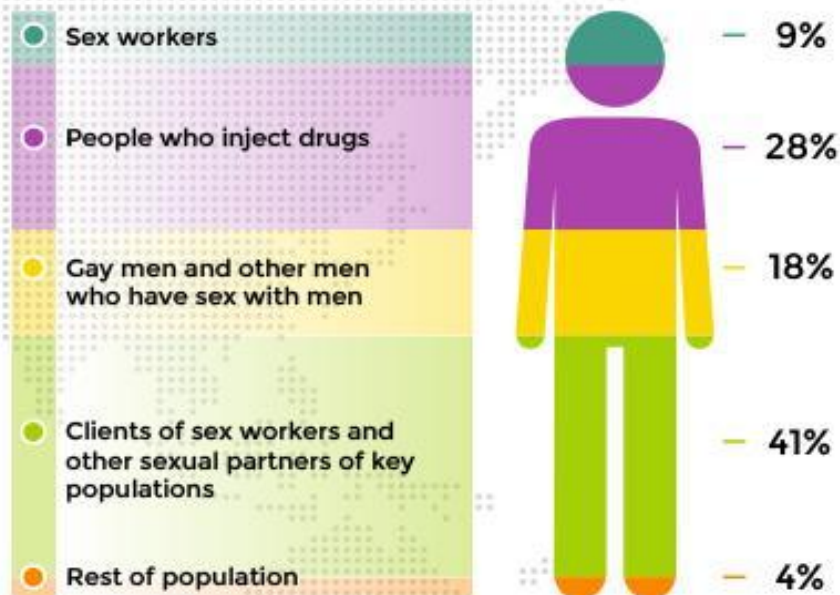 Sex workers
9%
People who inject drugs
28%
Gay men and other men
who have sex with men
18%
Clients of sex workers and
other sexual partners of key
populations
41%
Rest of population
4%